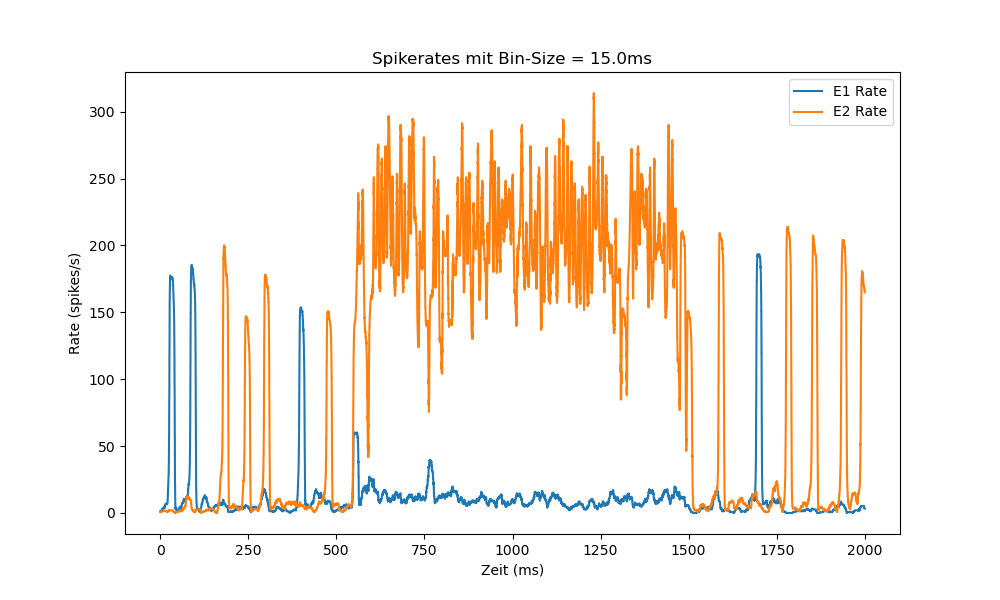 Spikerates mit Bin-Size = 15.0ms
E1 Rate
E2 Rate
Rate (spikes/s)
300
250
200
150
100
50
0
0 250 500 750 1000 1250 1500 1750 2000
Zeit (ms)